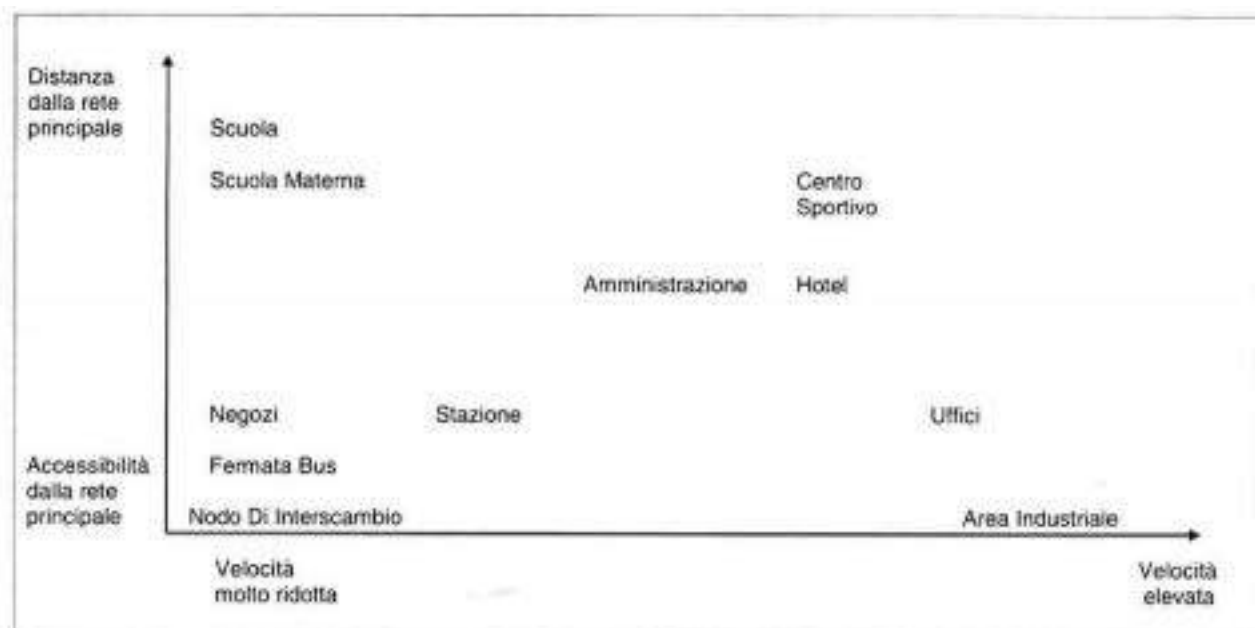 Distanza
dalla rete
principale
Scuola
Scuola Materna
Centro
Sportivo
Amministrazione
Hotel
Negozi
Stazione
Uffici
Accessibilità
dalla rete
principale
Fermata Bus
Nodo Di Interscambio
Area Industriale
Velocità
molto ridotta
Velocità
elevata